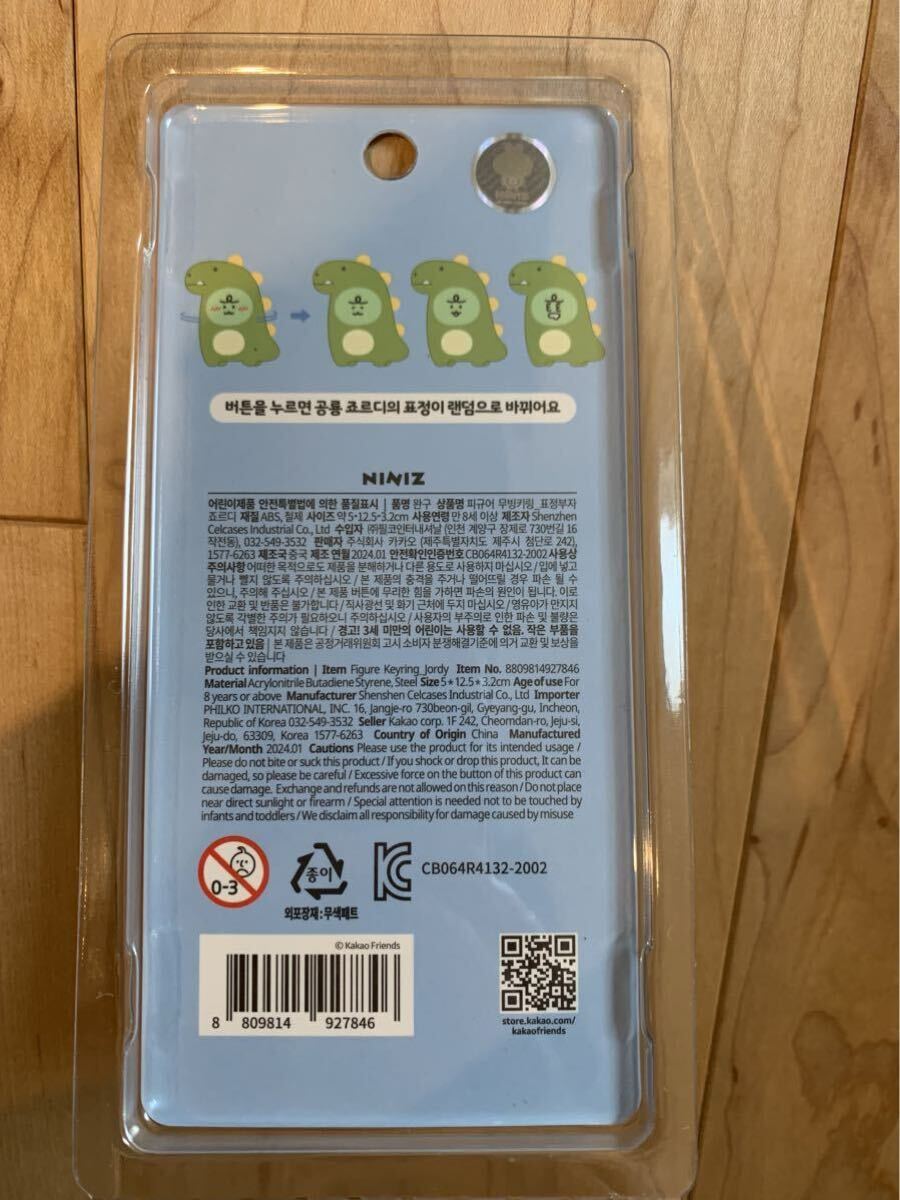 버튼을 누르면 공룡 죠르디의 표정이 랜덤으로 바뀌어요
NINIZ
어린이제품 안전특별법에 의한 품질표시 | 품명 완구 상품명 피규어 무빙키링_표정부자
죠르디 재질 ABS, 철제 사이즈 약 5*12.5*3.2cm 사용연령 만 8세 이상 제조자 Shenzhen
Celcases Industrial Co., Ltd 수입자 ㈜필코인터내셔날 (인천 계양구 장제로 730번길 16
작전동), 032-549-3532 판매자 주식회사 카카오 (제주특별자치도 제주시 첨단로 242),
1577-6263 제조국 중국 제조 연월 2024.01 안전확인인증번호 CB064R4132-2002 사용상
주의사항 어떠한 목적으로도 제품을 분해하거나 다른 용도로 사용하지 마십시오 / 입에 넣고
물거나 빨지 않도록 주의하십시오 / 본 제품의 충격을 주거나 떨어뜨릴 경우 파손 될 수
있으니, 주의해 주십시오 / 본 제품 버튼에 무리한 힘을 가하면 파손의 원인이 됩니다. 이로
인한 교환 및 반품은 불가합니다 / 직사광선 및 화기 근처에 두지 마십시오 / 영유아가 만지지
않도록 각별한 주의가 필요하오니 주의하십시오 / 사용자의 부주의로 인한 파손 및 불량은
당사에서 책임지지 않습니다 / 경고! 3세 미만의 어린이는 사용할 수 없음. 작은 부품을
포함하고 있음 | 본 제품은 공정거래위원회 고시 소비자 분쟁해결기준에 의거 교환 및 보상을
받으실 수 있습니다
Product information | Item Figure Keyring_Jordy Item No. 8809814927846
Material Acrylonitrile Butadiene Styrene, Steel Size 5*12.5*3.2cm Age of use For
8 years or above Manufacturer Shenshen Celcases Industrial Co., Ltd Importer
PHILKO INTERNATIONAL, INC. 16, Jangje-ro 730beon-gil, Gyeyang-gu, Incheon,
Republic of Korea 032-549-3532 Seller Kakao corp. 1F 242, Cheomdan-ro, Jeju-si,
Jeju-do, 63309, Korea 1577-6263 Country of Origin China Manufactured
Year/Month 2024.01 Cautions Please use the product for its intended usage /
Please do not bite or suck this product / If you shock or drop this product, It can be
damaged, so please be careful / Excessive force on the button of this product can
cause damage. Exchange and refunds are not allowed on this reason / Do not place
near direct sunlight or firearm / Special attention is needed not to be touched by
infants and toddlers / We disclaim all responsibility for damage caused by misuse
0-3
종이
외포장재 : 무색페트
CB064R4132-2002
© Kakao Friends
8 809814 927846
store.kakao.com/
kakaofriends